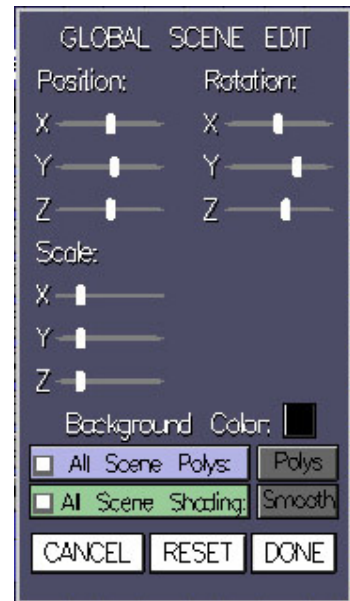 GLOBAL SCENE EDIT
Position: Rotation:
X X
Y Y
Z Z
Scale:
X
Y
Z
Background Color:
All Scene Polys: Polys
All Scene Shading: Smooth
CANCEL RESET DONE